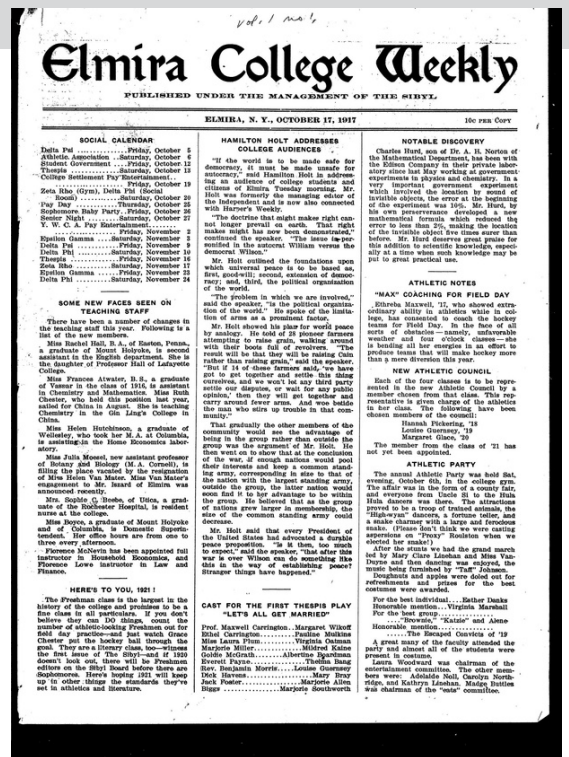 vol. 1 no. 1
Elmira College Weekly
PUBLISHED UNDER THE MANAGEMENT OF THE SIBYL
ELMIRA, N. Y., OCTOBER 17, 1917
10c PER COPY
SOCIAL CALENDAR
Delta Psi ............Friday, October 5
Athletic Association ..Saturday, October 6
Student Government ....Friday, October 12
Thespis ..............Saturday, October 13
College Settlement Pay Entertainment..
............Friday, October 19
Zeta Rho (Gym), Delta Phi (Social
Room) ..........Saturday, October 20
Pay Day ............Thursday, October 25
Sophomore Baby Party..Friday, October 26
Senior Night ........Saturday, October 27
Y. W. C. A. Pay Entertainment......
............Friday, November 2
Epsilon Gamma ....Saturday, November 3
Delta Psi ............Friday, November 9
Delta Phi ..........Saturday, November 10
Thespis ............Friday, November 16
Zeta Rho ..........Saturday, November 17
Epsilon Gamma ......Friday, November 23
Delta Phi ..........Saturday, November 24
SOME NEW FACES SEEN ON
TEACHING STAFF
There have been a number of changes in
the teaching staff this year. Following is a
list of the new members.
Miss Rachel Hall, B. A., of Easton, Penna.,
a graduate of Mount Holyoke, is second
assistant in the English department. She is
the daughter of Professor Hall of Lafayette
College.
Miss Frances Atwater, B. S., a graduate
of Vassar in the class of 1916, is assistant
in Chemistry and Mathematics. Miss Ruth
Chester, who held this position last year,
sailed for China in August. She is teaching
Chemistry in the Gin Ling's College in
China.
Miss Helen Hutchinson, a graduate of
Wellesley, who took her M. A. at Columbia,
is assisting in the Home Economics labor-
atory.
Miss Julia Moesel, new assistant professor
of Botany and Biology (M. A. Cornell), is
filling the place vacated by the resignation
of Miss Helen Van Mater. Miss Van Mater's
engagement to Mr. Izard of Elmira was
announced recently.
Mrs. Sophie C. Beebe, of Utica, a grad-
uate of the Rochester Hospital, is resident
nurse at the college.
Miss Boyce, a graduate of Mount Holyoke
and of Columbia, is Domestic Superin-
tendent. Her office hours are from one to
three every afternoon.
Florence McNevin has been appointed full
instructor in Household Economics, and
Florence Lowe instructor in Law and
Finance.
HERE'S TO YOU, 1921!
The Freshman class is the largest in the
history of the college and promises to be a
fine class in all particulars. If you don't
believe they can DO things, count the
number of athletic-looking Freshmen out for
field day practice—and just watch Grace
Chester put the hockey ball through the
goal. They are a literary class, too—witness
the first issue of The Sibyl—and if 1920
doesn't look out, there will be Freshmen
editors on the Sibyl Board before there are
Sophomores. Here's hoping 1921 will keep
up in other things the standards they've
set in athletics and literature.
HAMILTON HOLT ADDRESSES
COLLEGE AUDIENCES
"If the world is to be made safe for
democracy, it must be made unsafe for
autocracy," said Hamilton Holt in address-
ing an audience of college students and
citizens of Elmira Tuesday morning. Mr.
Holt was formerly the managing editor of
the Independent and is now also connected
with Harper's Weekly.
"The doctrine that might makes right can-
not longer prevail on earth. That right
makes might has now been demonstrated,"
continued the speaker. "The issue is per-
sonified in the autocrat William versus the
democrat Wilson."
Mr. Holt outlined the foundations upon
which universal peace is to be based as,
first, good-will; second, extension of democ-
racy; and, third, the political organization
of the world.
"The problem in which we are involved,"
said the speaker, "is the political organiza-
tion of the world." He spoke of the limita-
tion of arms as a prominent factor.
Mr. Holt showed his plan for world peace
by analogy. He told of 28 pioneer farmers
attempting to raise grain, walking around
with their boots full of revolvers. "The
result will be that they will be raising Cain
rather than raising grain," said the speaker.
"But if 14 of these farmers said, 'we have
got to get together and settle this thing
ourselves, and we won't let any third party
settle our disputes, or wait for any public
opinion,' then they will get together and
carry around fewer arms. And woe betide
the man who stirs up trouble in that com-
munity."
That gradually the other members of the
community would see the advantage of
being in the group rather than outside the
group was the argument of Mr. Holt. He
then went on to show that at the conclusion
of the war, if enough nations would pool
their interests and keep a common stand-
ing army, corresponding in size to that of
the nation with the largest standing army,
outside the group, the latter nation would
soon find it to her advantage to be within
the group. He believed that as the group
of nations grew larger in membership, the
size of the common standing army could
decrease.
Mr. Holt said that every President of
the United States had advocated a durable
peace proposition. "Is it then, too much
to expect," said the speaker, "that after this
war is over Wilson can do something like
this in the way of establishing peace?
Stranger things have happened."
CAST FOR THE FIRST THESPIS PLAY
"LET'S ALL GET MARRIED"
Prof. Maxwell Carrington..Margaret Wikoff
Ethel Carrington..........Pauline Mulkins
Miss Laura Plum..........Virginia Oatman
Marjorie Miller............Mildred Kaine
Goldie McGrath......Albertine Boardman
Everett Payne..............Thelma Bang
Rev. Benjamin Morris......Louise Guernsey
Dick Havens..................Mary Bray
Jack Foster..............Marjorie Allen
Biggs ..............Marjorie Southworth
NOTABLE DISCOVERY
Charles Hurd, son of Dr. A. H. Norton of
the Mathematical Department, has been with
the Edison Company in their private labor-
atory since last May working at government
experiments in physics and chemistry. In a
very important government experiment
which involved the location by sound of
invisible objects, the error at the beginning
of the experiment was 10%. Mr. Hurd, by
his own perseverance developed a new
mathematical formula which reduced the
error to less than 2%, making the location
of the invisible object five times surer than
before. Mr. Hurd deserves great praise for
this addition to scientific knowledge, especi-
ally at a time when such knowledge may be
put to great practical use.
ATHLETIC NOTES
"MAX" COACHING FOR FIELD DAY
Ethreba Maxwell, '17, who showed extra-
ordinary ability in athletics while in col-
lege, has consented to coach the hockey
teams for Field Day. In the face of all
sorts of obstacles—namely, unfavorable
weather and four o'clock classes—she
is bending all her energies in an effort to
produce teams that will make hockey more
than a mere diversion this year.
NEW ATHLETIC COUNCIL
Each of the four classes is to be repre-
sented in the new Athletic Council by a
member chosen from that class. This rep-
resentative is given charge of the athletics
in her class. The following have been
chosen members of the council:
Hannah Pickering, '18
Louise Guernsey, '19
Margaret Glace, '20
The member from the class of '21 has
not yet been appointed.
ATHLETIC PARTY
The annual Athletic Party was held Sat.
evening, October 6th, in the college gym.
The affair was in the form of a county fair,
and everyone from Uncle Si to the Hula
Hula dancers was there. The attractions
proved to be a troup of trained animals, the
"High-wyan" dancers, a fortune teller, and
a snake charmer with a large and ferocious
snake. (Please don't think we were casting
aspersions on "Proxy" Roulston when we
elected her snake!)
After the stunts we had the grand march
led by Mary Clare Linehan and Miss Van-
Duyne and then dancing was enjoyed, the
music being furnished by "Taff" Johnson.
Doughnuts and apples were doled out for
refreshments and prizes for the best
costumes were awarded.
For the best individual....Esther Danks
Honorable mention....Virginia Marshall
For the best group................
...."Brownie," "Katzie" and Alene
Honorable mention..............
......The Escaped Convicts of '19
A great many of the faculty attended the
party and almost all of the students were
present in costume.
Laura Woodward was chairman of the
entertainment committee. The other mem-
bers were: Adelaide Noll, Carolyn North-
ridge, and Kathryn Linehan. Madge Buttles
was chairman of the "eats" committee.